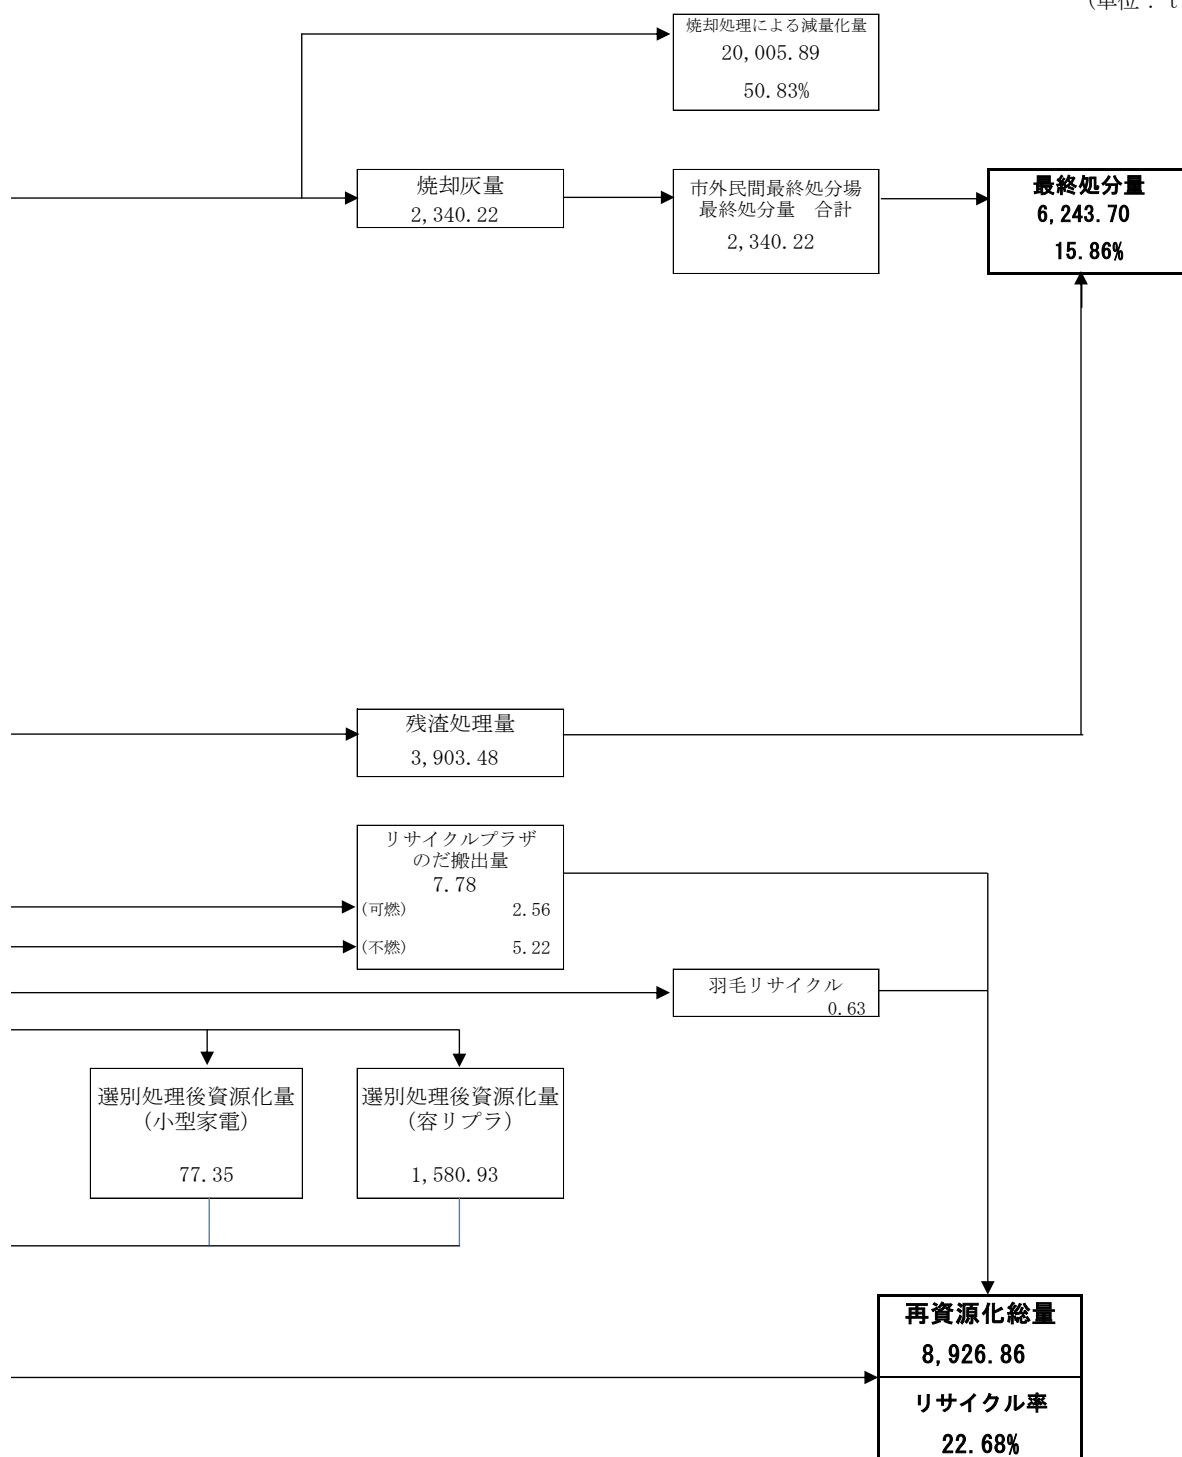 (単位：t
焼却処理による減量化量
20,005.89
50.83%
焼却灰量
2,340.22
市外民間最終処分場
最終処分量　合計
2,340.22
最終処分量
6,243.70
15.86%
残渣処理量
3,903.48
リサイクルプラザ
のだ搬出量
7.78
(可燃) 2.56
(不燃) 5.22
羽毛リサイクル
0.63
選別処理後資源化量
（小型家電）
77.35
選別処理後資源化量
（容リプラ）
1,580.93
再資源化総量
8,926.86
リサイクル率
22.68%